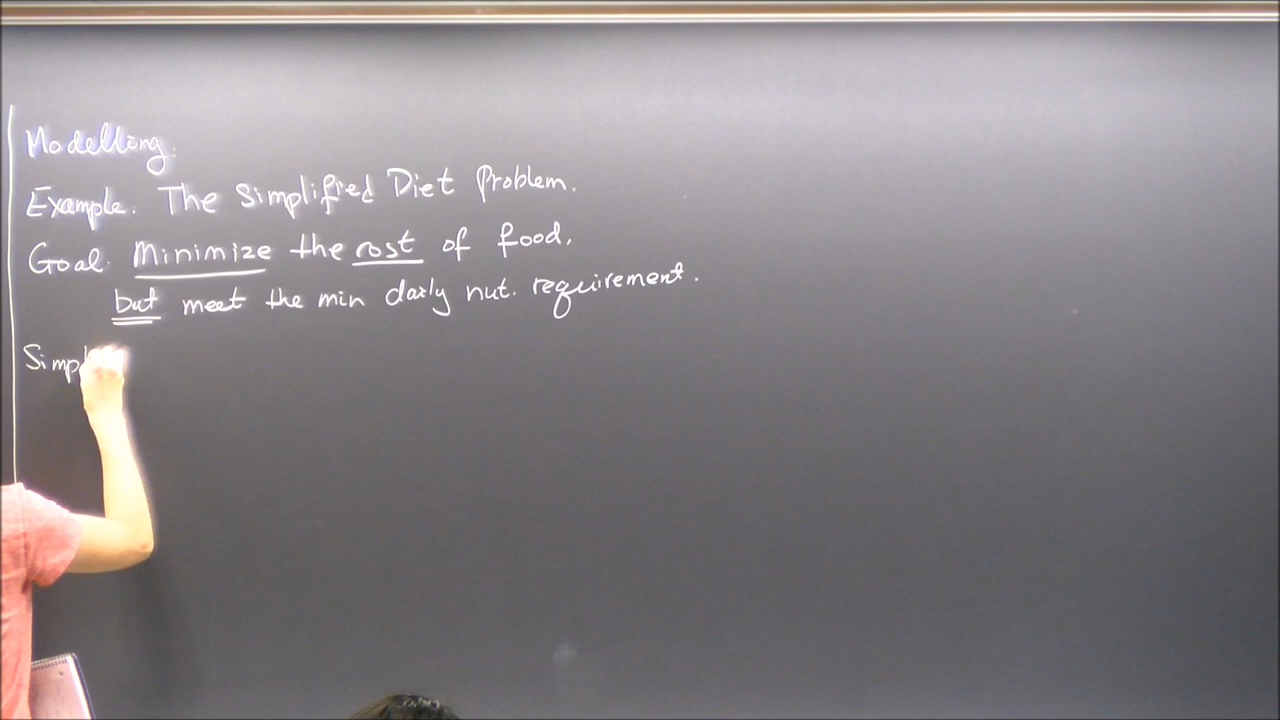 Modelling:
Example. The Simplified Diet Problem.
Goal. Minimize the cost of food,
but meet the min daily nut. requirement.
Simpl